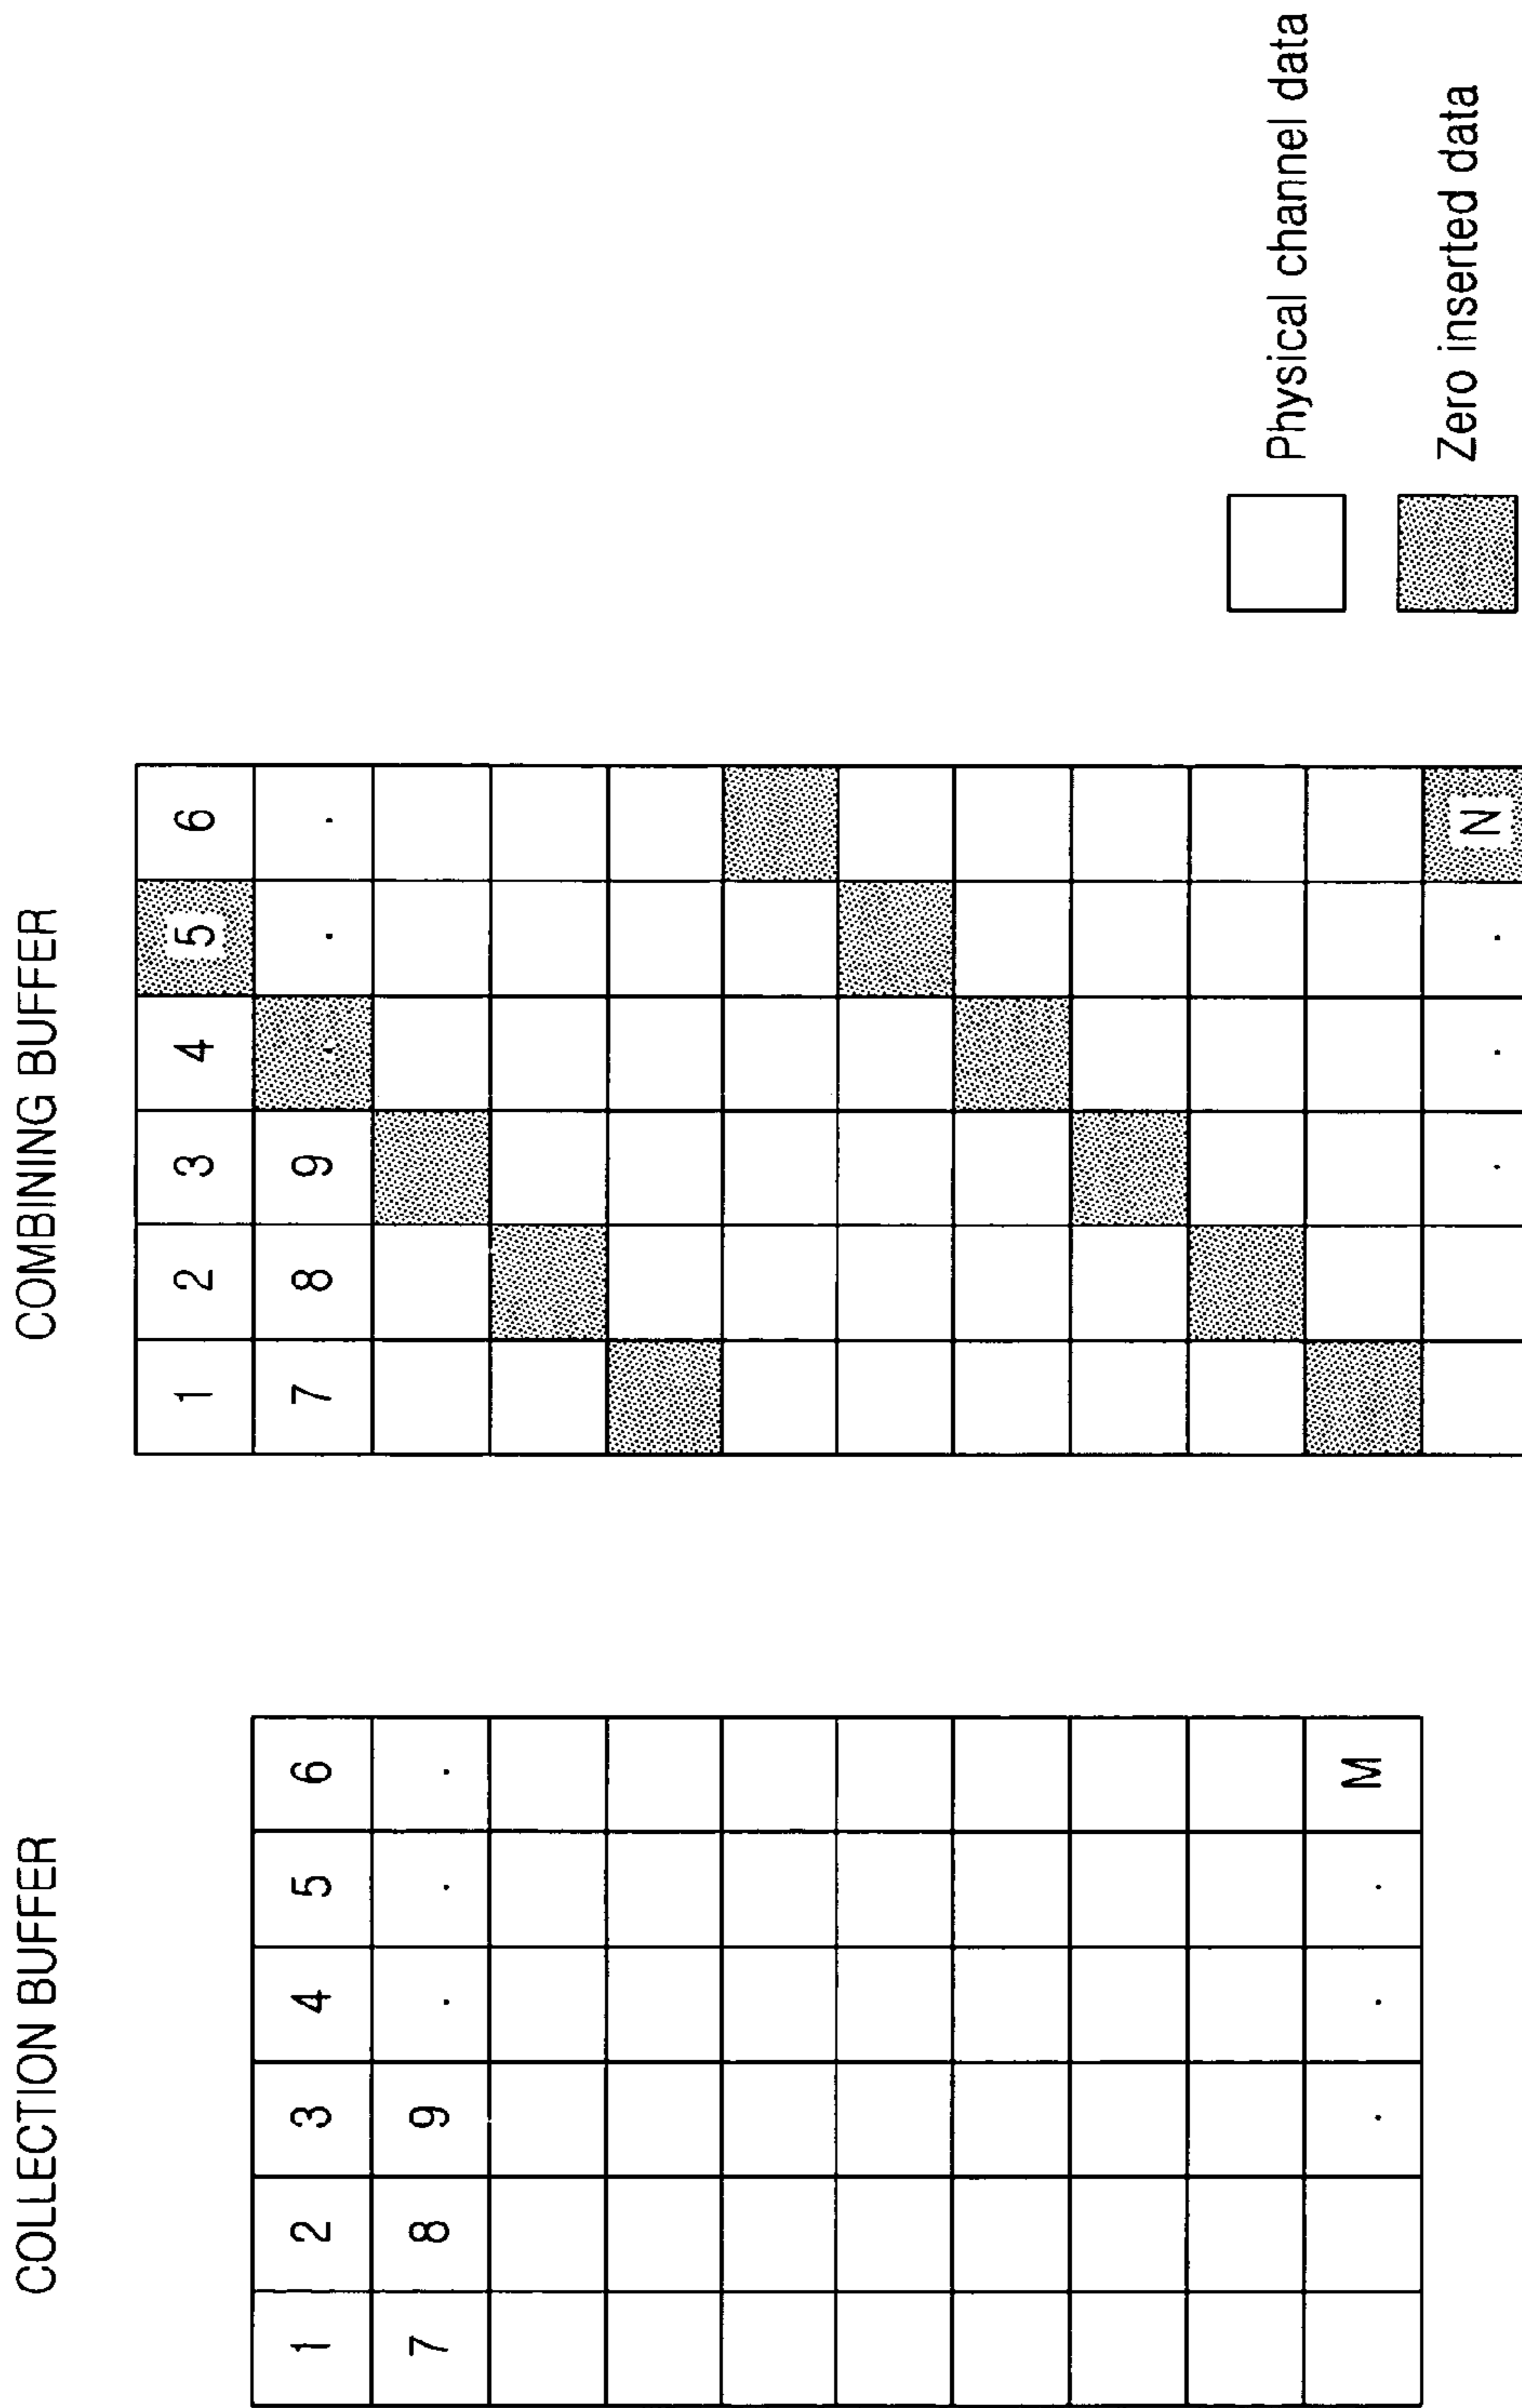 COLLECTION BUFFER
1 2 3 4 5 6
7 8 9 . . .
. . . M
COMBINING BUFFER
1 2 3 4 5 6
7 8 9 . . .
. . . N
Physical channel data
Zero inserted data